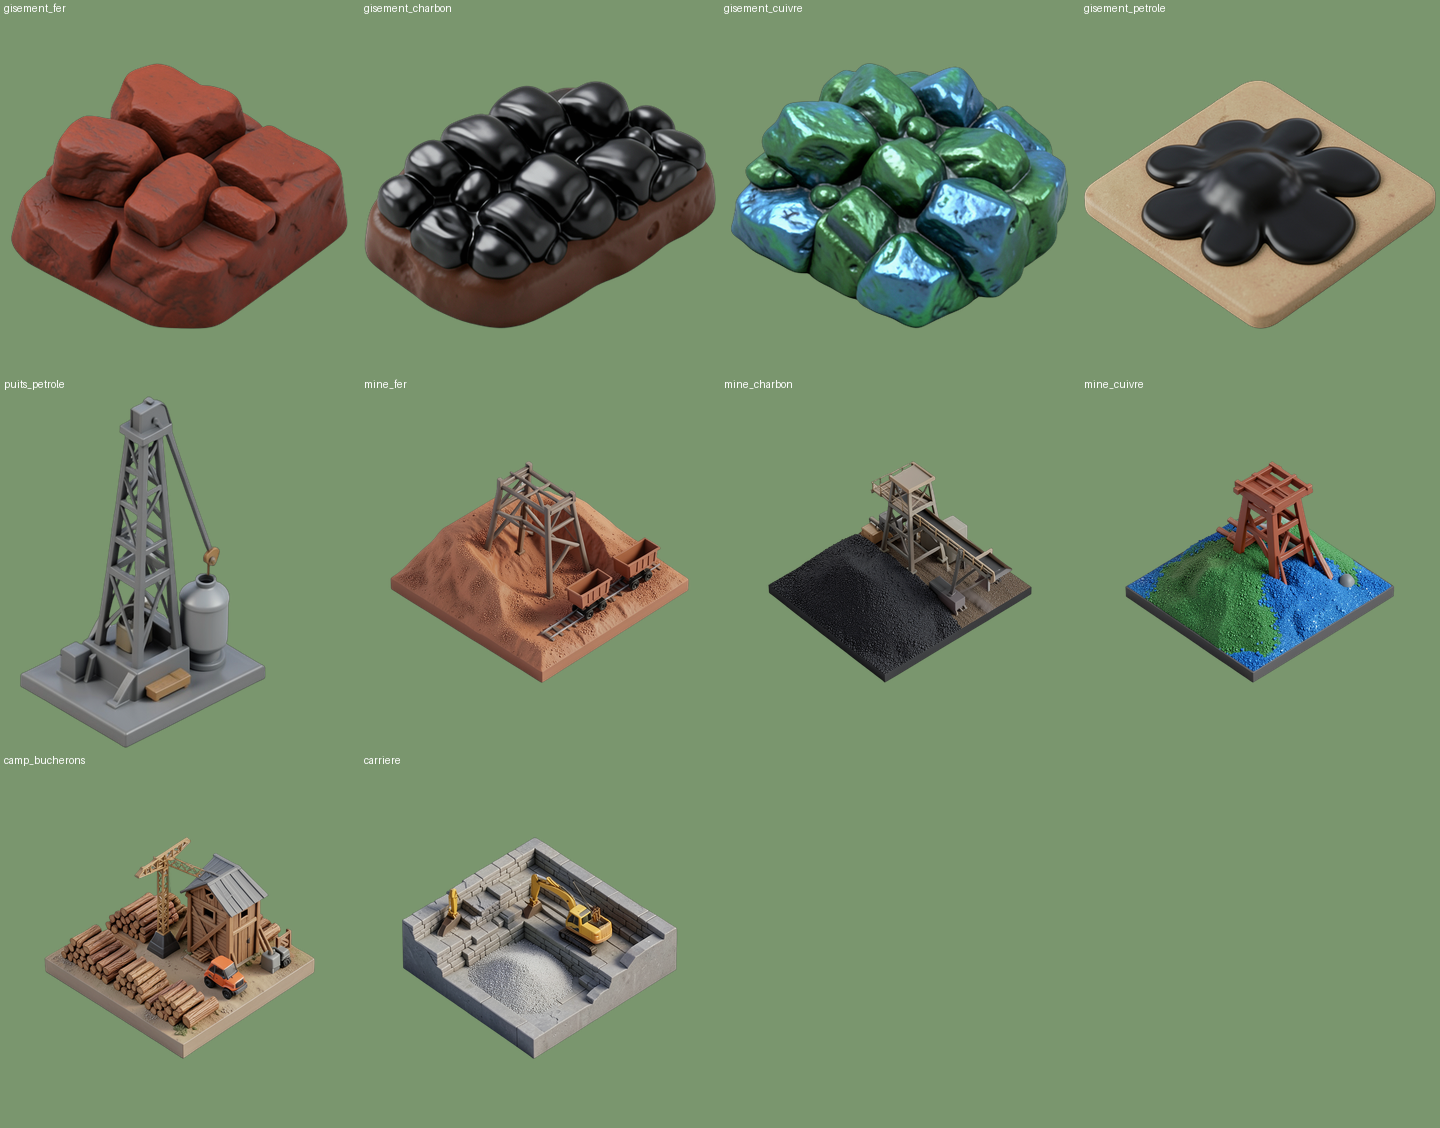 gisement_fer
gisement_charbon
gisement_cuivre
gisement_petrole
puits_petrole
mine_fer
mine_charbon
mine_cuivre
camp_bucherons
carriere